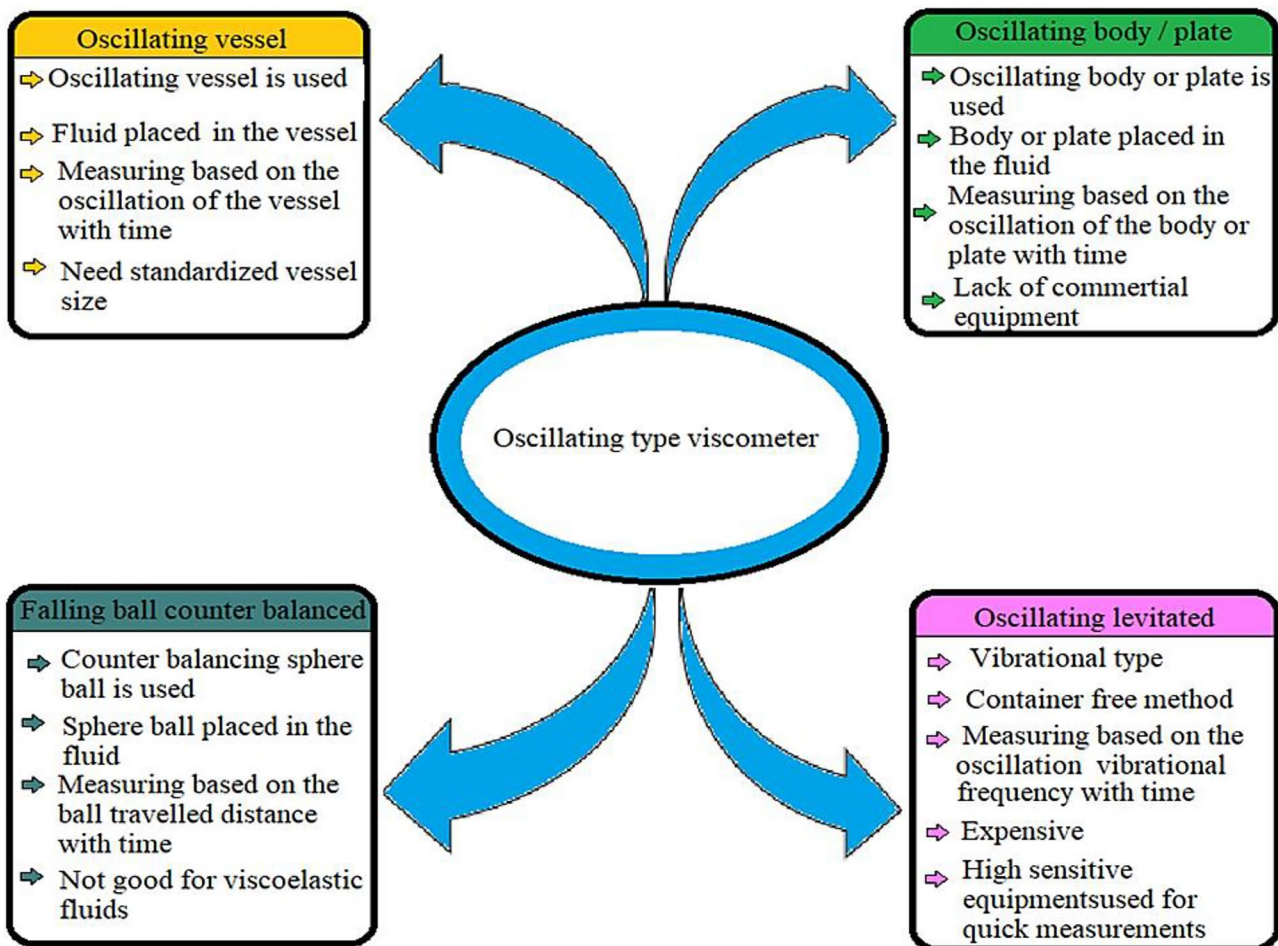 Oscillating vessel
Oscillating vessel is used
Fluid placed in the vessel
Measuring based on the
oscillation of the vessel
with time
Need standardized vessel
size
Oscillating body / plate
Oscillating body or plate is
used
Body or plate placed in
the fluid
Measuring based on the
oscillation of the body or
plate with time
Lack of commertial
equipment
Oscillating type viscometer
Falling ball counter balanced
Counter balancing sphere
ball is used
Sphere ball placed in the
fluid
Measuring based on the
ball travelled distance
with time
Not good for viscoelastic
fluids
Oscillating levitated
Vibrational type
Container free method
Measuring based on the
oscillation vibrational
frequency with time
Expensive
High sensitive
equipmentsused for
quick measurements